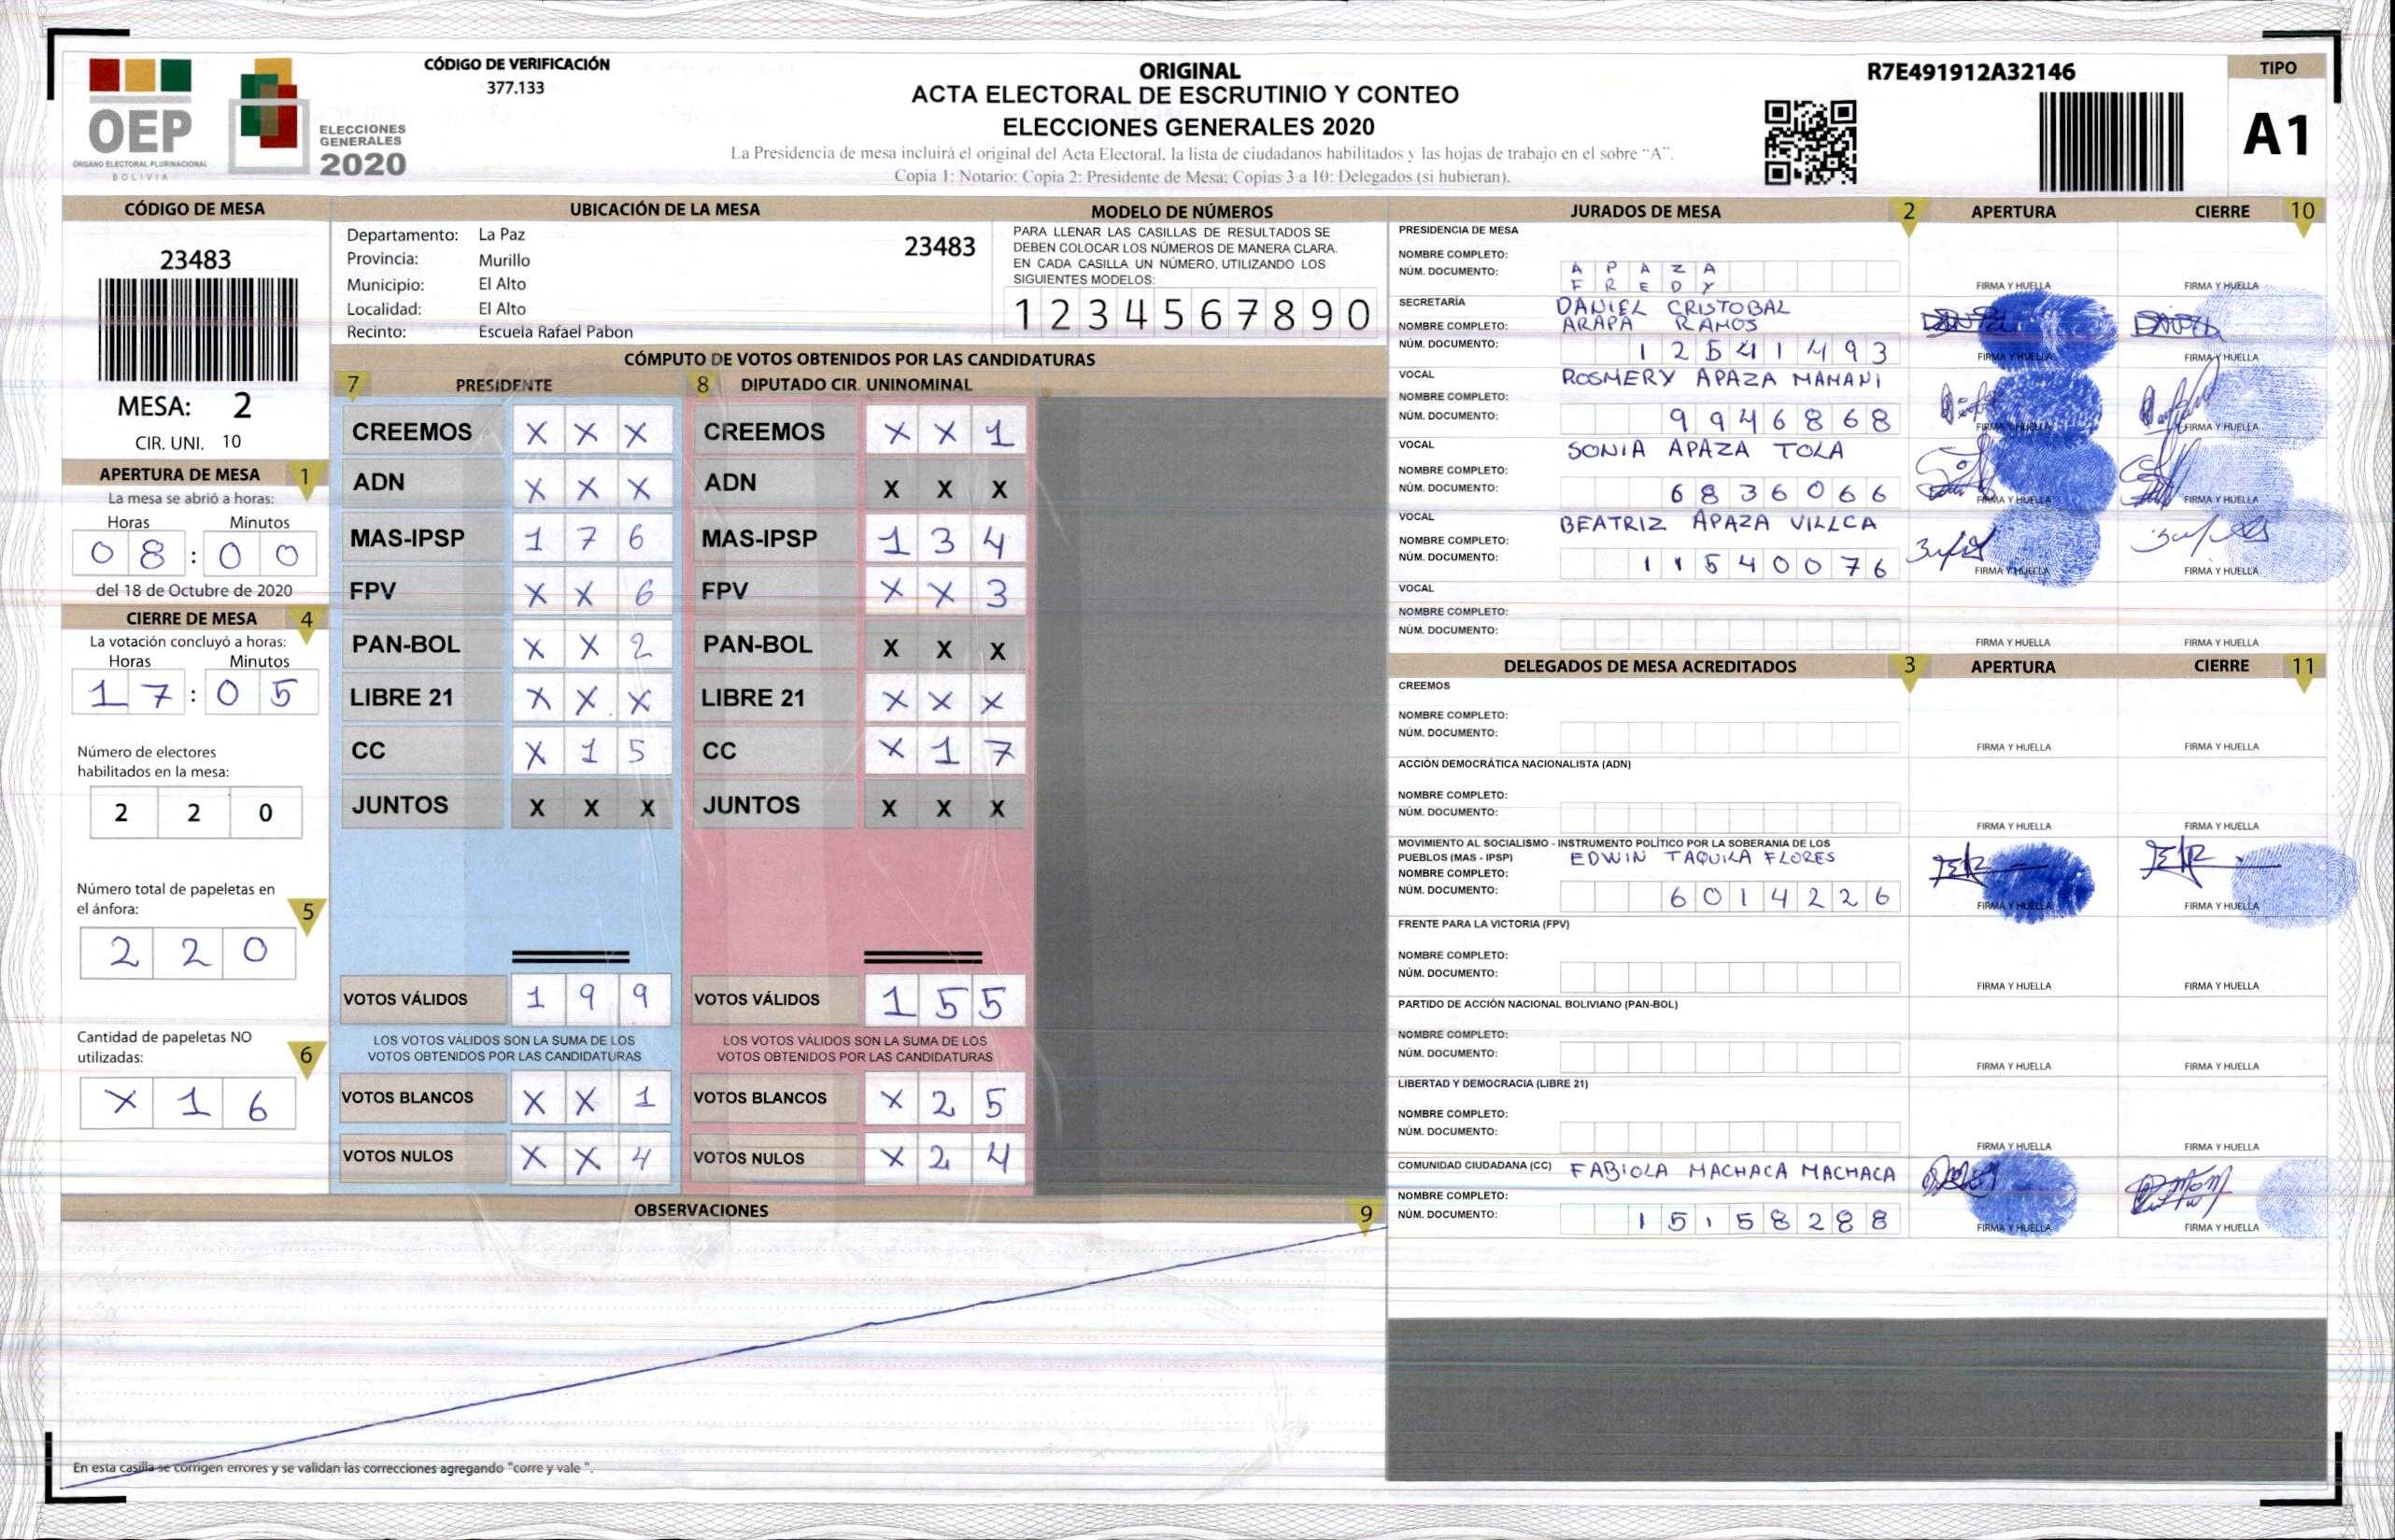 CÓDIGO DE VERIFICACIÓN
377.133
OEP
ÓRGANO ELECTORAL PLURINACIONAL
BOLIVIA
ELECCIONES
GENERALES
2020
ORIGINAL
ACTA ELECTORAL DE ESCRUTINIO Y CONTEO
ELECCIONES GENERALES 2020
La Presidencia de mesa incluirá el original del Acta Electoral, la lista de ciudadanos habilitados y las hojas de trabajo en el sobre "A".
Copia 1: Notario: Copia 2: Presidente de Mesa: Copias 3 a 10: Delegados (si hubieran).
R7E491912A32146
TIPO
A1
CÓDIGO DE MESA
23483
MESA: 2
CIR. UNI. 10
APERTURA DE MESA 1
La mesa se abrió a horas:
Horas Minutos
0 8 : 0 0
del 18 de Octubre de 2020
CIERRE DE MESA 4
La votación concluyó a horas:
Horas Minutos
1 7 : 0 5
Número de electores
habilitados en la mesa:
2 2 0
Número total de papeletas en
el ánfora: 5
2 2 0
Cantidad de papeletas NO
utilizadas: 6
X 1 6
UBICACIÓN DE LA MESA
Departamento: La Paz
Provincia: Murillo
Municipio: El Alto
Localidad: El Alto
Recinto: Escuela Rafael Pabon
23483
MODELO DE NÚMEROS
PARA LLENAR LAS CASILLAS DE RESULTADOS SE
DEBEN COLOCAR LOS NÚMEROS DE MANERA CLARA.
EN CADA CASILLA UN NÚMERO, UTILIZANDO LOS
SIGUIENTES MODELOS:
1 2 3 4 5 6 7 8 9 0
CÓMPUTO DE VOTOS OBTENIDOS POR LAS CANDIDATURAS
7 PRESIDENTE
CREEMOS X X X
ADN X X X
MAS-IPSP 1 7 6
FPV X X 6
PAN-BOL X X 2
LIBRE 21 X X X
CC X 1 5
JUNTOS X X X
VOTOS VÁLIDOS 1 9 9
LOS VOTOS VÁLIDOS SON LA SUMA DE LOS
VOTOS OBTENIDOS POR LAS CANDIDATURAS
VOTOS BLANCOS X X 1
VOTOS NULOS X X 4
8 DIPUTADO CIR. UNINOMINAL
CREEMOS X X 1
ADN X X X
MAS-IPSP 1 3 4
FPV X X 3
PAN-BOL X X X
LIBRE 21 X X X
CC X 1 7
JUNTOS X X X
VOTOS VÁLIDOS 1 5 5
LOS VOTOS VÁLIDOS SON LA SUMA DE LOS
VOTOS OBTENIDOS POR LAS CANDIDATURAS
VOTOS BLANCOS X 2 5
VOTOS NULOS X 2 4
OBSERVACIONES 9
En esta casilla se corrigen errores y se validan las correcciones agregando "corre y vale ".
JURADOS DE MESA 2 APERTURA CIERRE 10
PRESIDENCIA DE MESA
NOMBRE COMPLETO:
NÚM. DOCUMENTO: A P A Z A
F R E D Y
FIRMA Y HUELLA FIRMA Y HUELLA
SECRETARÍA DANIEL CRISTOBAL
NOMBRE COMPLETO: ARAPA RAMOS
NÚM. DOCUMENTO: 1 2 5 4 1 4 9 3
FIRMA Y HUELLA FIRMA Y HUELLA
VOCAL ROSMERY APAZA MAMANI
NOMBRE COMPLETO:
NÚM. DOCUMENTO: 9 9 4 6 8 6 8
FIRMA Y HUELLA FIRMA Y HUELLA
VOCAL SONIA APAZA TOLA
NOMBRE COMPLETO:
NÚM. DOCUMENTO: 6 8 3 6 0 6 6
FIRMA Y HUELLA FIRMA Y HUELLA
VOCAL BEATRIZ APAZA VILLCA
NOMBRE COMPLETO:
NÚM. DOCUMENTO: 1 1 5 4 0 0 7 6
FIRMA Y HUELLA FIRMA Y HUELLA
VOCAL
NOMBRE COMPLETO:
NÚM. DOCUMENTO:
FIRMA Y HUELLA FIRMA Y HUELLA
DELEGADOS DE MESA ACREDITADOS 3 APERTURA CIERRE 11
CREEMOS
NOMBRE COMPLETO:
NÚM. DOCUMENTO:
FIRMA Y HUELLA FIRMA Y HUELLA
ACCIÓN DEMOCRÁTICA NACIONALISTA (ADN)
NOMBRE COMPLETO:
NÚM. DOCUMENTO:
FIRMA Y HUELLA FIRMA Y HUELLA
MOVIMIENTO AL SOCIALISMO - INSTRUMENTO POLÍTICO POR LA SOBERANIA DE LOS
PUEBLOS (MAS - IPSP) EDWIN TAQUILA FLORES
NOMBRE COMPLETO:
NÚM. DOCUMENTO: 6 0 1 4 2 2 6
FIRMA Y HUELLA FIRMA Y HUELLA
FRENTE PARA LA VICTORIA (FPV)
NOMBRE COMPLETO:
NÚM. DOCUMENTO:
FIRMA Y HUELLA FIRMA Y HUELLA
PARTIDO DE ACCIÓN NACIONAL BOLIVIANO (PAN-BOL)
NOMBRE COMPLETO:
NÚM. DOCUMENTO:
FIRMA Y HUELLA FIRMA Y HUELLA
LIBERTAD Y DEMOCRACIA (LIBRE 21)
NOMBRE COMPLETO:
NÚM. DOCUMENTO:
FIRMA Y HUELLA FIRMA Y HUELLA
COMUNIDAD CIUDADANA (CC) FABIOLA MACHACA MACHACA
NOMBRE COMPLETO:
NÚM. DOCUMENTO: 1 5 1 5 8 2 8 8
FIRMA Y HUELLA FIRMA Y HUELLA